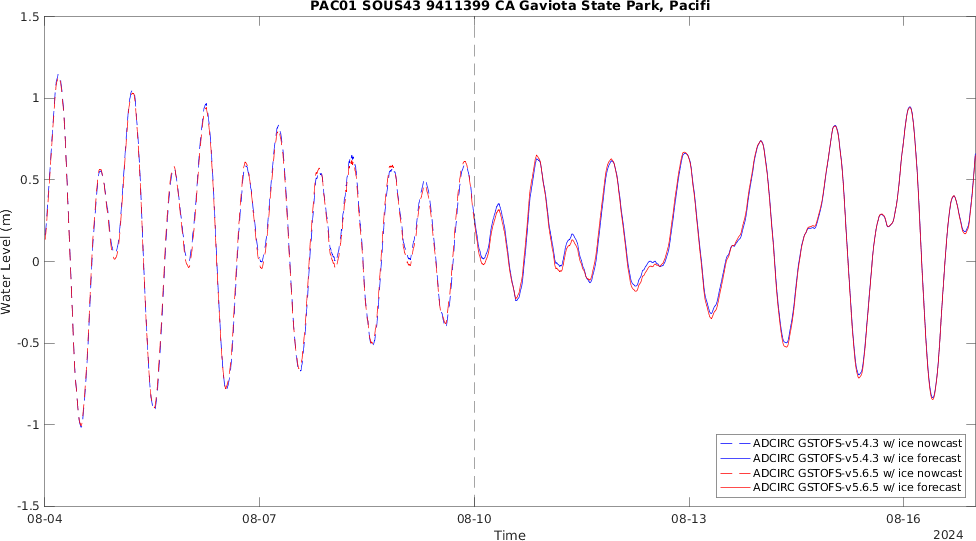 PAC01 SOUS43 9411399 CA Gaviota State Park, Pacifi
1.5
1
0.5
0
-0.5
-1
-1.5
Water Level (m)
ADCIRC GSTOFS-v5.4.3 w/ ice nowcast
ADCIRC GSTOFS-v5.4.3 w/ ice forecast
ADCIRC GSTOFS-v5.6.5 w/ ice nowcast
ADCIRC GSTOFS-v5.6.5 w/ ice forecast
08-04 08-07 08-10 08-13 08-16
Time
2024